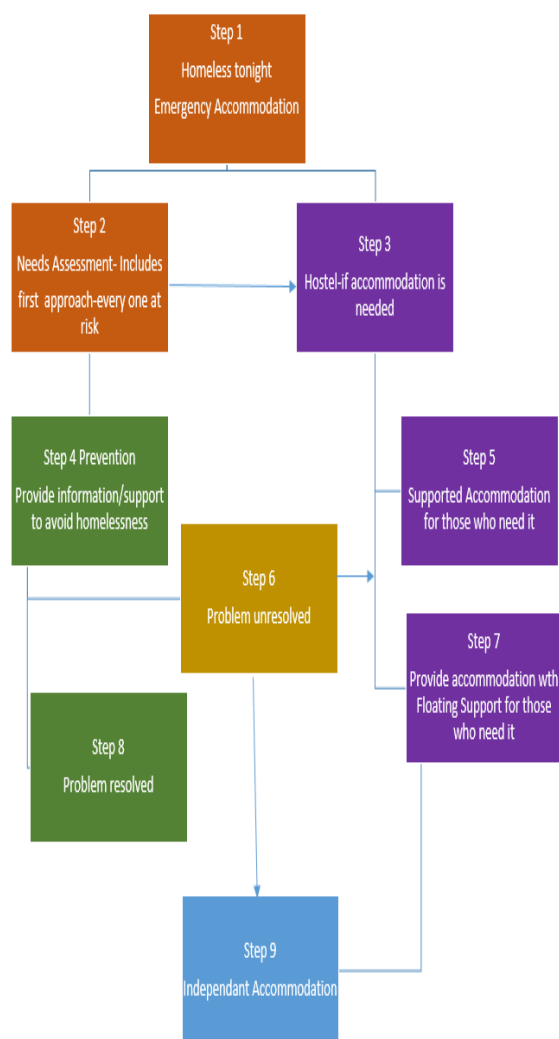 Step 1
Homeless tonight
Emergency Accommodation
Step 2
Needs Assessment- Includes
first approach-every one at
risk
Step 3
Hostel-if accommodation is
needed
Step 4 Prevention
Provide information/support
to avoid homelessness
Step 5
Supported Accommodation
for those who need it
Step 6
Problem unresolved
Step 7
Provide accommodation wth
Floating Support for those
who need it
Step 8
Problem resolved
Step 9
Independant Accommodation